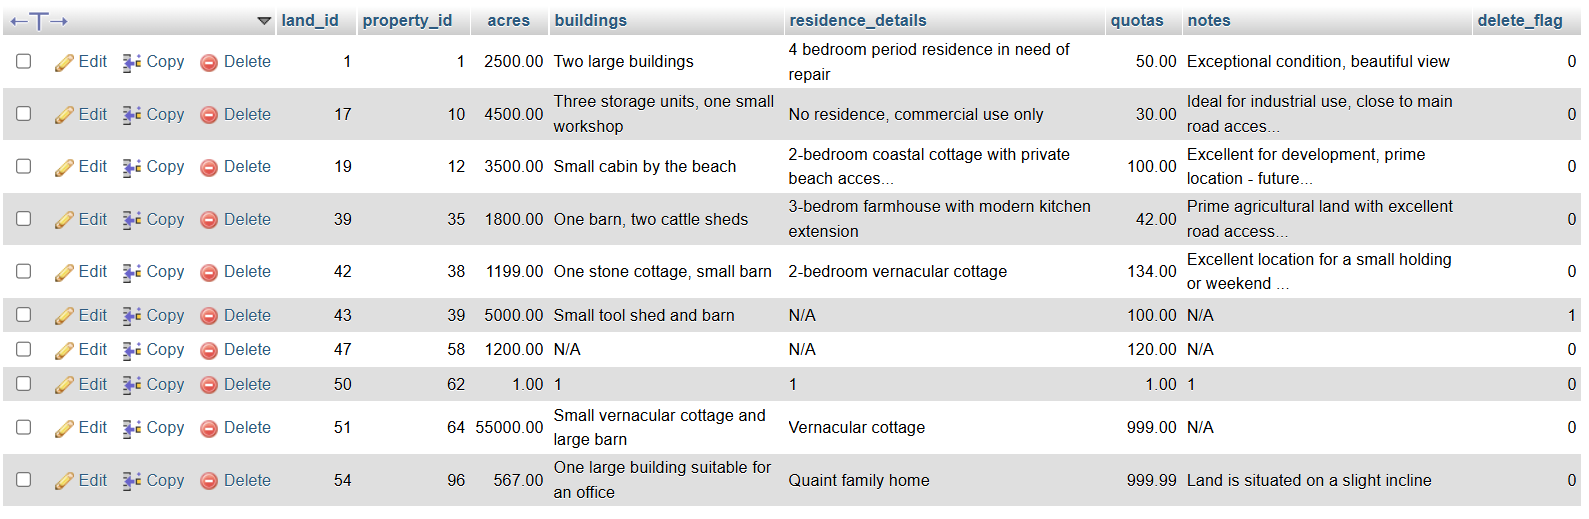 land_id property_id acres buildings residence_details quotas notes delete_flag
Edit Copy Delete 1 1 2500.00 Two large buildings 4 bedroom period residence in need of
repair 50.00 Exceptional condition, beautiful view 0
Edit Copy Delete 17 10 4500.00 Three storage units, one small
workshop No residence, commercial use only 30.00 Ideal for industrial use, close to main
road acces... 0
Edit Copy Delete 19 12 3500.00 Small cabin by the beach 2-bedroom coastal cottage with private
beach acces... 100.00 Excellent for development, prime
location - future... 0
Edit Copy Delete 39 35 1800.00 One barn, two cattle sheds 3-bedrom farmhouse with modern kitchen
extension 42.00 Prime agricultural land with excellent
road access... 0
Edit Copy Delete 42 38 1199.00 One stone cottage, small barn 2-bedroom vernacular cottage 134.00 Excellent location for a small holding
or weekend ... 0
Edit Copy Delete 43 39 5000.00 Small tool shed and barn N/A 100.00 N/A 1
Edit Copy Delete 47 58 1200.00 N/A N/A 120.00 N/A 0
Edit Copy Delete 50 62 1.00 1 1 1.00 1 0
Edit Copy Delete 51 64 55000.00 Small vernacular cottage and
large barn Vernacular cottage 999.00 N/A 0
Edit Copy Delete 54 96 567.00 One large building suitable for
an office Quaint family home 999.99 Land is situated on a slight incline 0